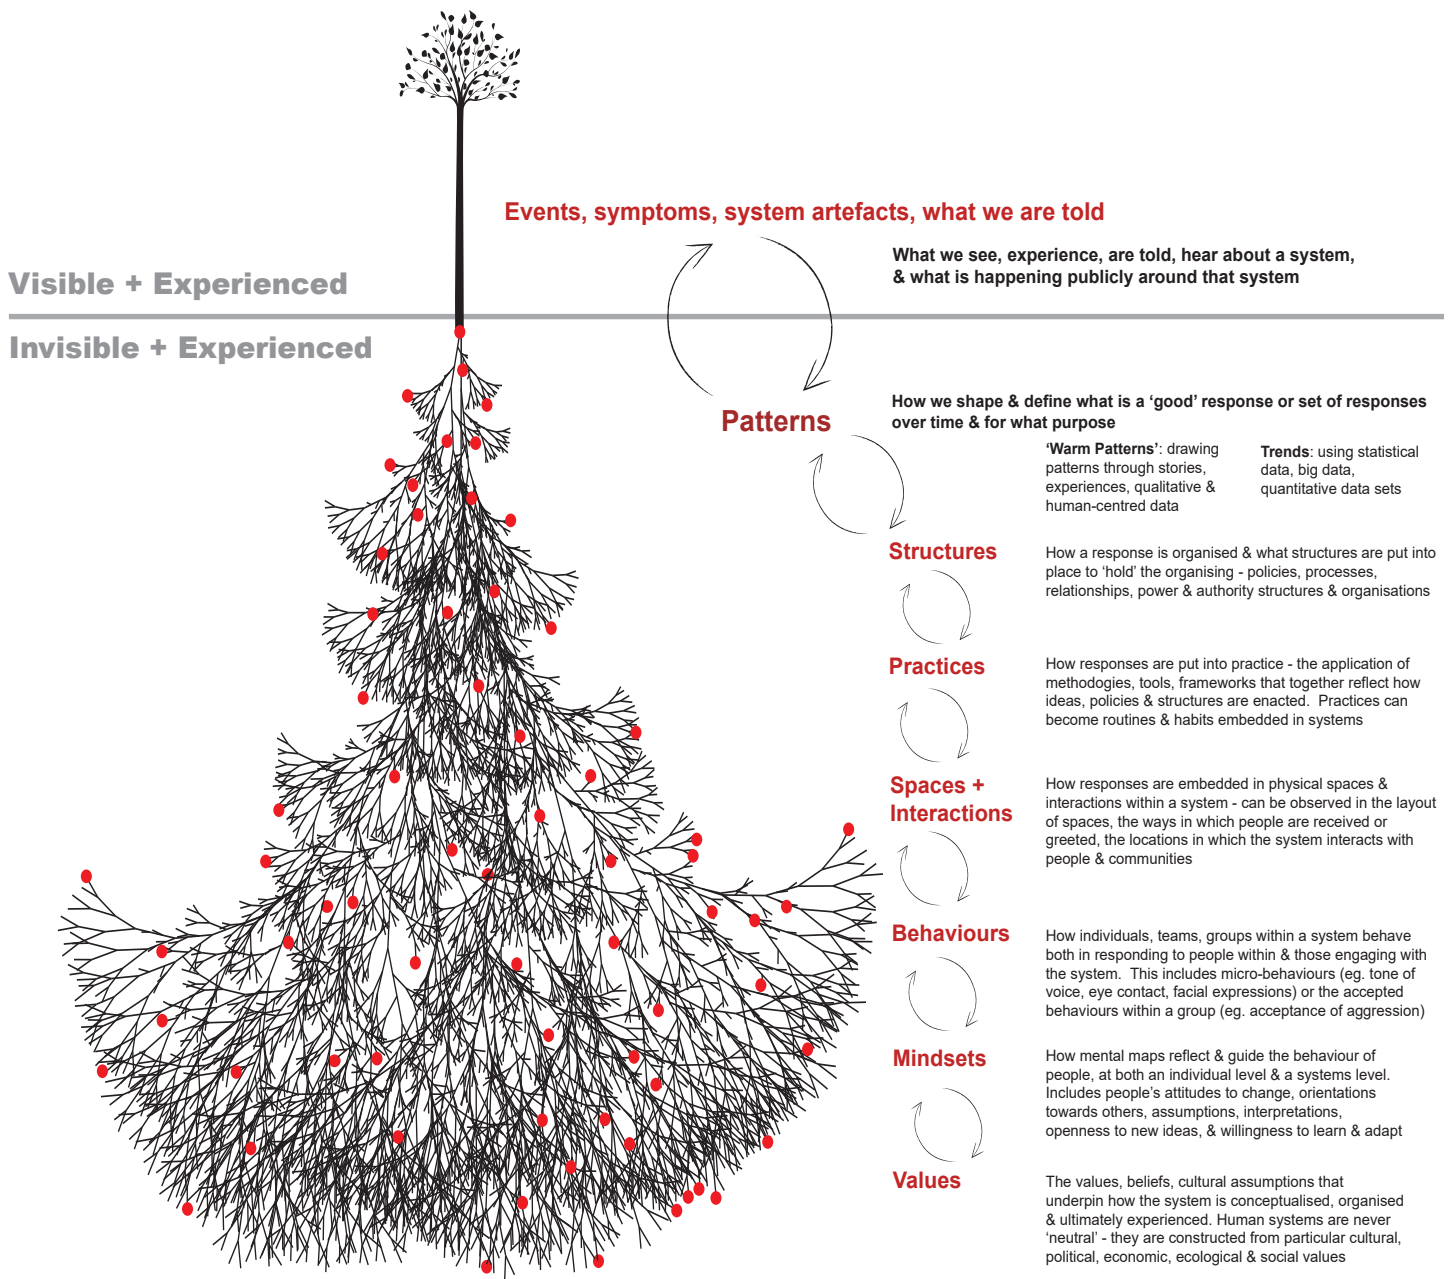 Events, symptoms, system artefacts, what we are told
What we see, experience, are told, hear about a system,
& what is happening publicly around that system
Visible + Experienced
Invisible + Experienced
Patterns
How we shape & define what is a ‘good’ response or set of responses
over time & for what purpose
‘Warm Patterns’: drawing
patterns through stories,
experiences, qualitative &
human-centred data
Trends: using statistical
data, big data,
quantitative data sets
Structures
How a response is organised & what structures are put into
place to ‘hold’ the organising - policies, processes,
relationships, power & authority structures & organisations
Practices
How responses are put into practice - the application of
methodogies, tools, frameworks that together reflect how
ideas, policies & structures are enacted.  Practices can
become routines & habits embedded in systems
Spaces +
Interactions
How responses are embedded in physical spaces &
interactions within a system - can be observed in the layout
of spaces, the ways in which people are received or
greeted, the locations in which the system interacts with
people & communities
Behaviours
How individuals, teams, groups within a system behave
both in responding to people within & those engaging with
the system.  This includes micro-behaviours (eg. tone of
voice, eye contact, facial expressions) or the accepted
behaviours within a group (eg. acceptance of aggression)
Mindsets
How mental maps reflect & guide the behaviour of
people, at both an individual level & a systems level.
Includes people’s attitudes to change, orientations
towards others, assumptions, interpretations,
openness to new ideas, & willingness to learn & adapt
Values
The values, beliefs, cultural assumptions that
underpin how the system is conceptualised, organised
& ultimately experienced. Human systems are never
‘neutral’ - they are constructed from particular cultural,
political, economic, ecological & social values